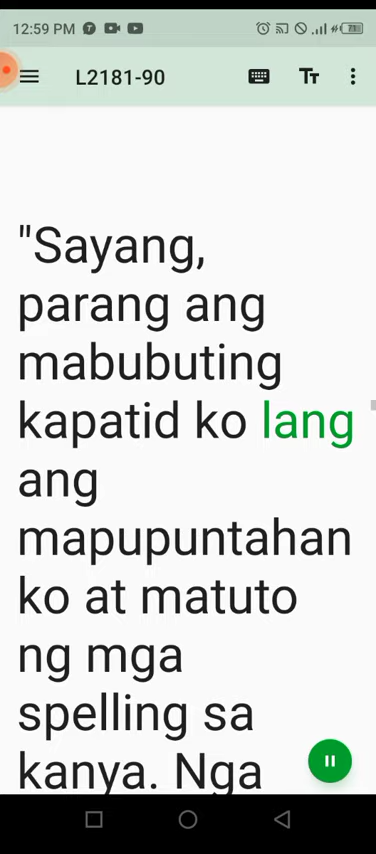 12:59 PM
L2181-90
"Sayang,
parang ang
mabubuting
kapatid ko lang
ang
mapupuntahan
ko at matuto
ng mga
spelling sa
kanya. Nga